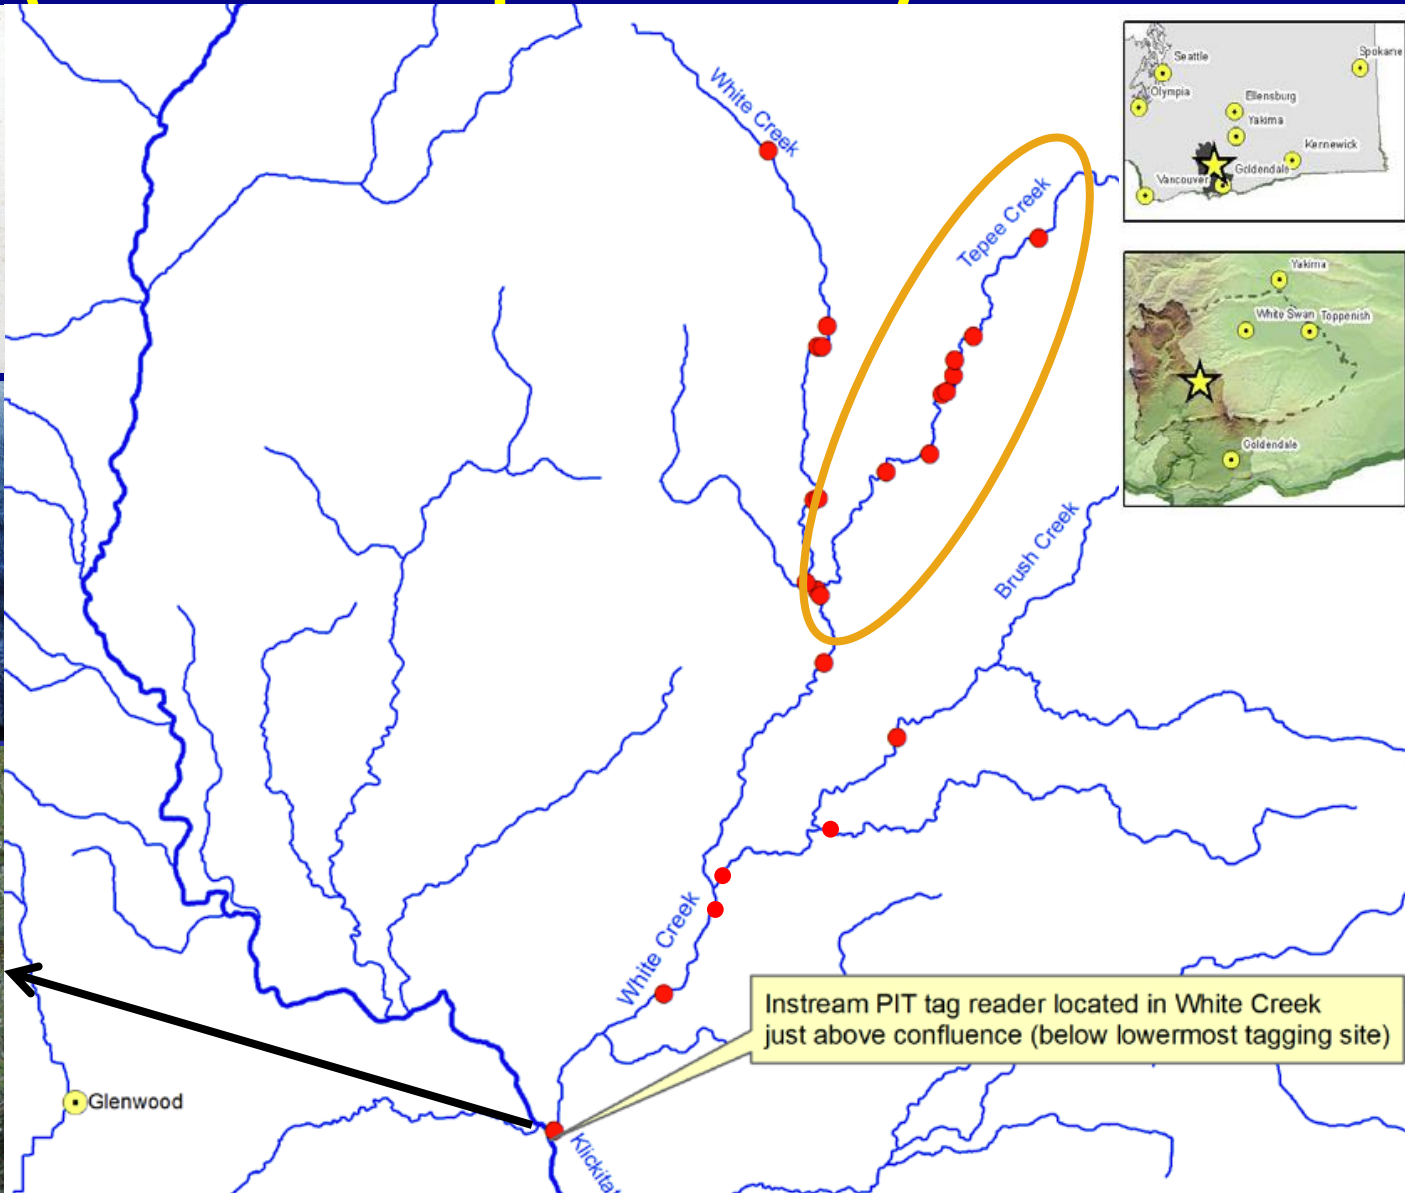 White Creek
Tepee Creek
Brush Creek
White Creek
Instream PIT tag reader located in White Creek
just above confluence (below lowermost tagging site)
Glenwood
Klickitat
Seattle
Spokane
Olympia
Ellensburg
Yakima
Kennewick
Goldendale
Vancouver
Yakima
White Swan
Toppenish
Goldendale